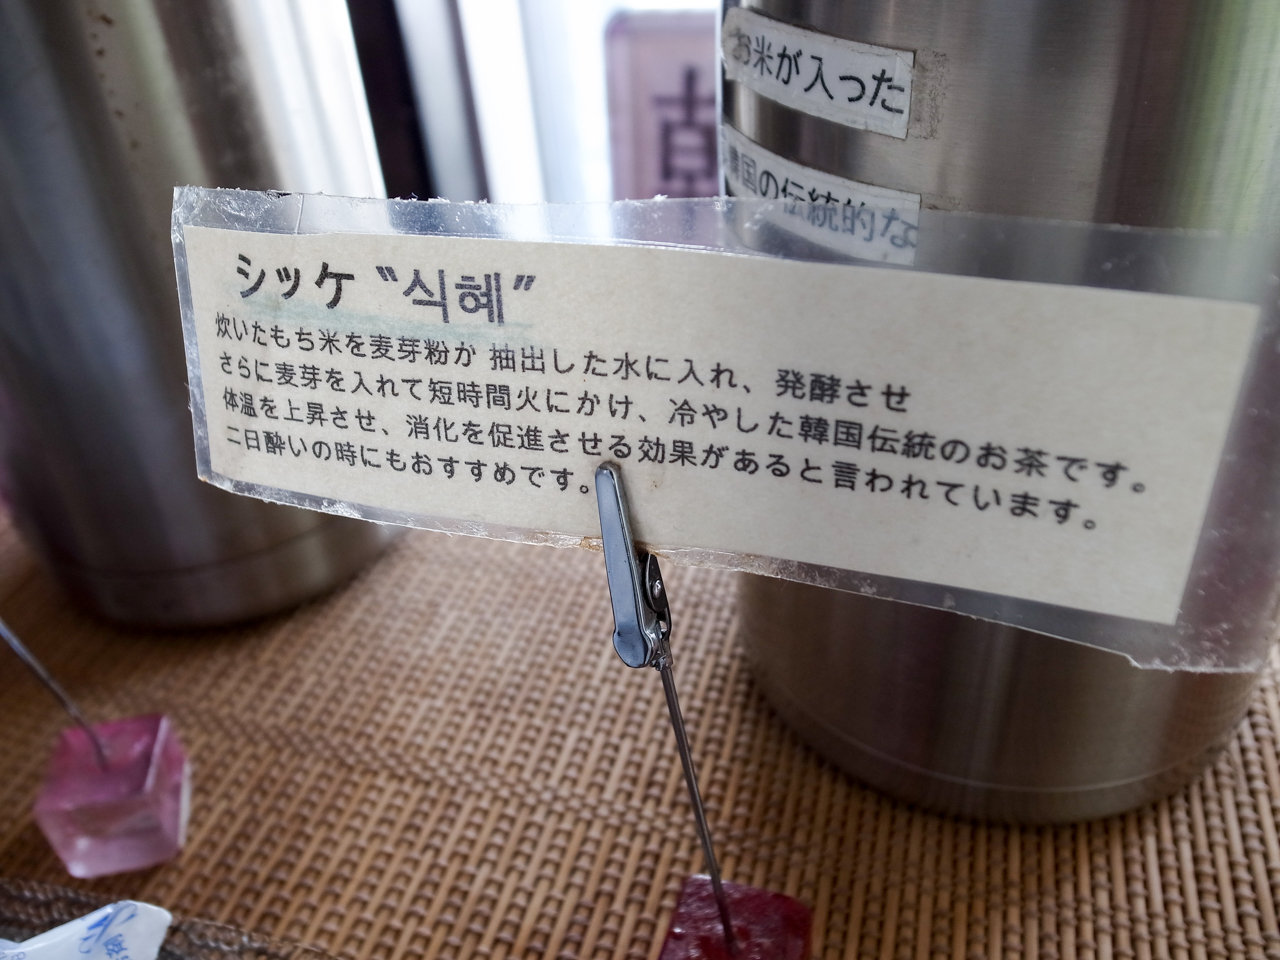 お米が入った
韓国の伝統的な
シッケ〝식혜〞
炊いたもち米を麦芽粉が 抽出した水に入れ、発酵させ
さらに麦芽を入れて短時間火にかけ、冷やした韓国伝統のお茶です。
体温を上昇させ、消化を促進させる効果があると言われています。
二日酔いの時にもおすすめです。